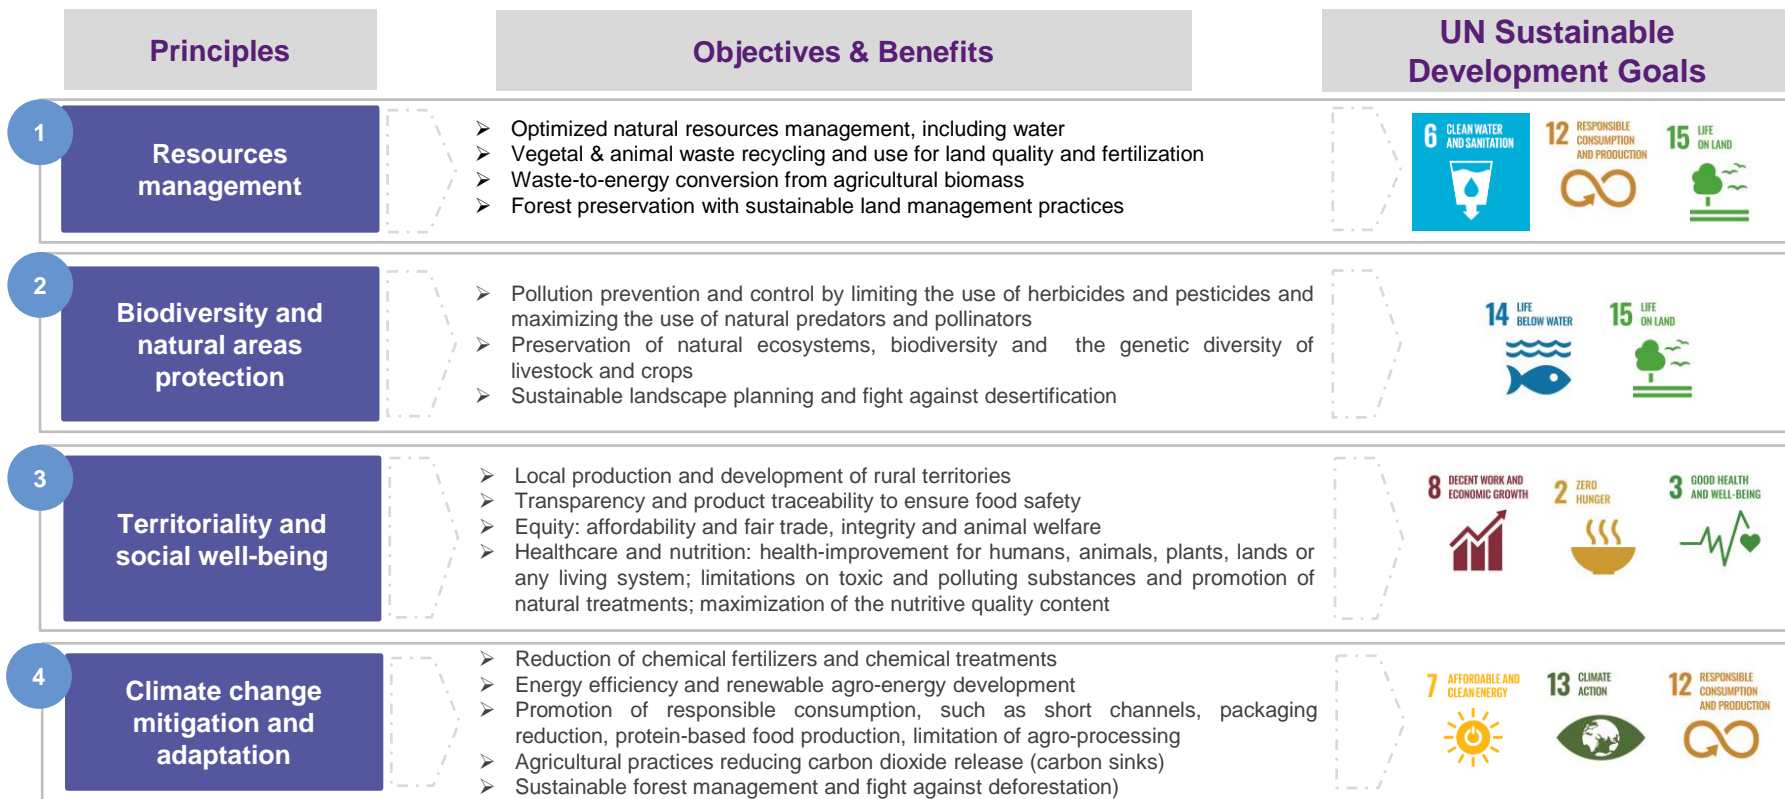 Principles
Objectives & Benefits
UN Sustainable
Development Goals
1
Resources
management
➢ Optimized natural resources management, including water
➢ Vegetal & animal waste recycling and use for land quality and fertilization
➢ Waste-to-energy conversion from agricultural biomass
➢ Forest preservation with sustainable land management practices
6 CLEAN WATER
AND SANITATION
12 RESPONSIBLE
CONSUMPTION
AND PRODUCTION
15 LIFE
ON LAND
2
Biodiversity and
natural areas
protection
➢ Pollution prevention and control by limiting the use of herbicides and pesticides and
maximizing the use of natural predators and pollinators
➢ Preservation of natural ecosystems, biodiversity and the genetic diversity of
livestock and crops
➢ Sustainable landscape planning and fight against desertification
14 LIFE
BELOW WATER
15 LIFE
ON LAND
3
Territoriality and
social well-being
➢ Local production and development of rural territories
➢ Transparency and product traceability to ensure food safety
➢ Equity: affordability and fair trade, integrity and animal welfare
➢ Healthcare and nutrition: health-improvement for humans, animals, plants, lands or
any living system; limitations on toxic and polluting substances and promotion of
natural treatments; maximization of the nutritive quality content
8 DECENT WORK AND
ECONOMIC GROWTH
2 ZERO
HUNGER
3 GOOD HEALTH
AND WELL-BEING
4
Climate change
mitigation and
adaptation
➢ Reduction of chemical fertilizers and chemical treatments
➢ Energy efficiency and renewable agro-energy development
➢ Promotion of responsible consumption, such as short channels, packaging
reduction, protein-based food production, limitation of agro-processing
➢ Agricultural practices reducing carbon dioxide release (carbon sinks)
➢ Sustainable forest management and fight against deforestation)
7 AFFORDABLE AND
CLEAN ENERGY
13 CLIMATE
ACTION
12 RESPONSIBLE
CONSUMPTION
AND PRODUCTION